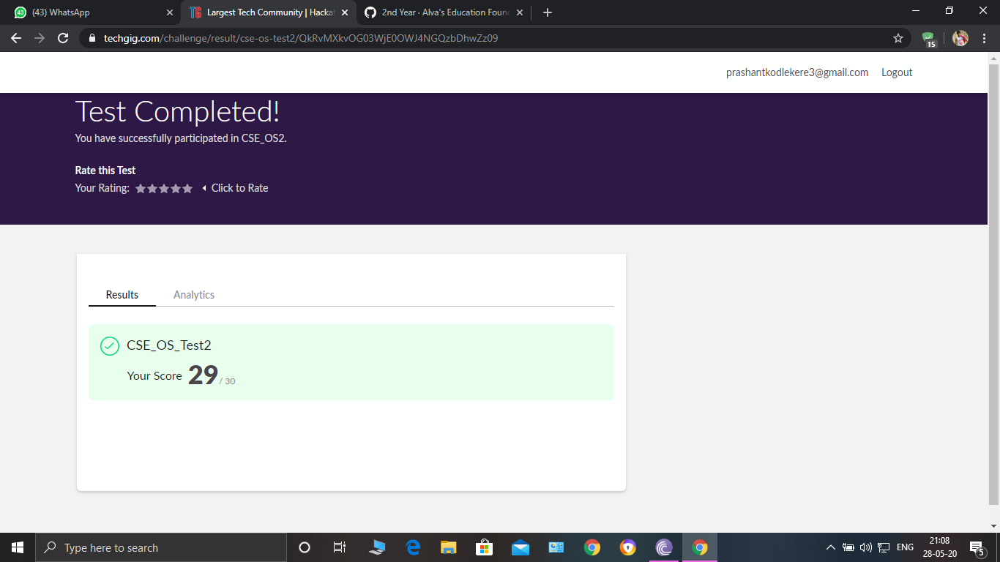 (43) WhatsApp
Largest Tech Community | Hacka
2nd Year · Alva's Education Foun
techgig.com/challenge/result/cse-os-test2/QkRvMXkvOG03WjE0OWJ4NGQzbDhwZz09
15
prashantkodlekere3@gmail.com Logout
Test Completed!
You have successfully participated in CSE_OS2.
Rate this Test
Your Rating: Click to Rate
Results Analytics
CSE_OS_Test2
Your Score 29 / 30
Type here to search
ENG
21:08
28-05-20
5